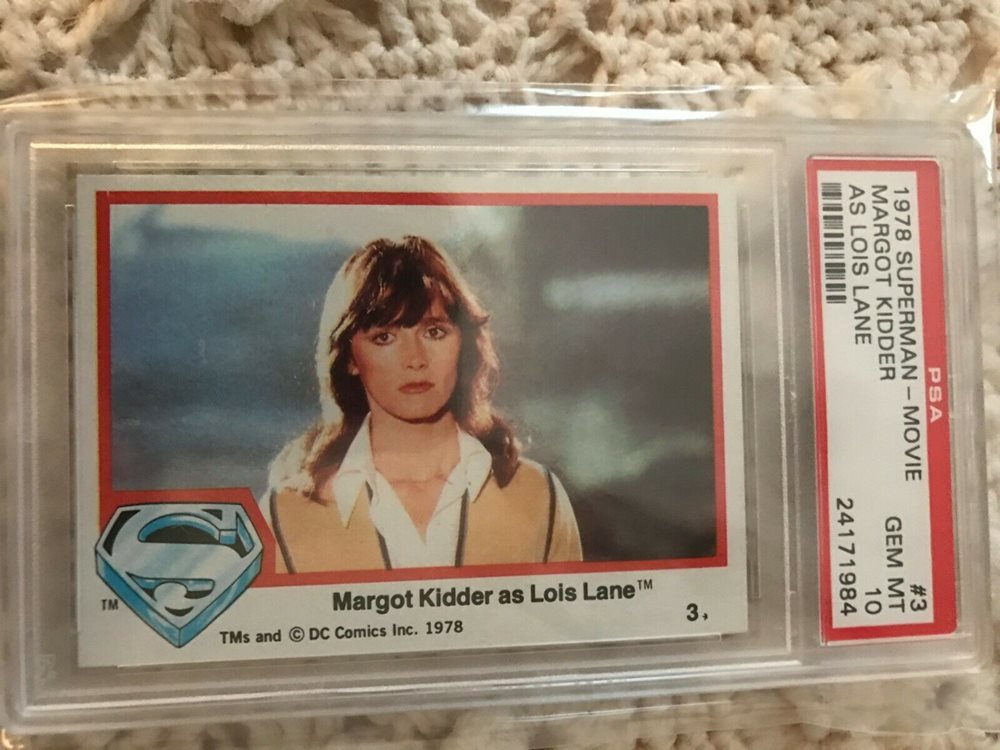 Margot Kidder as Lois Lane™
TM
TMs and © DC Comics Inc. 1978
3
PSA
1978 SUPERMAN – MOVIE #3
MARGOT KIDDER GEM MT
AS LOIS LANE 10
24171984
S